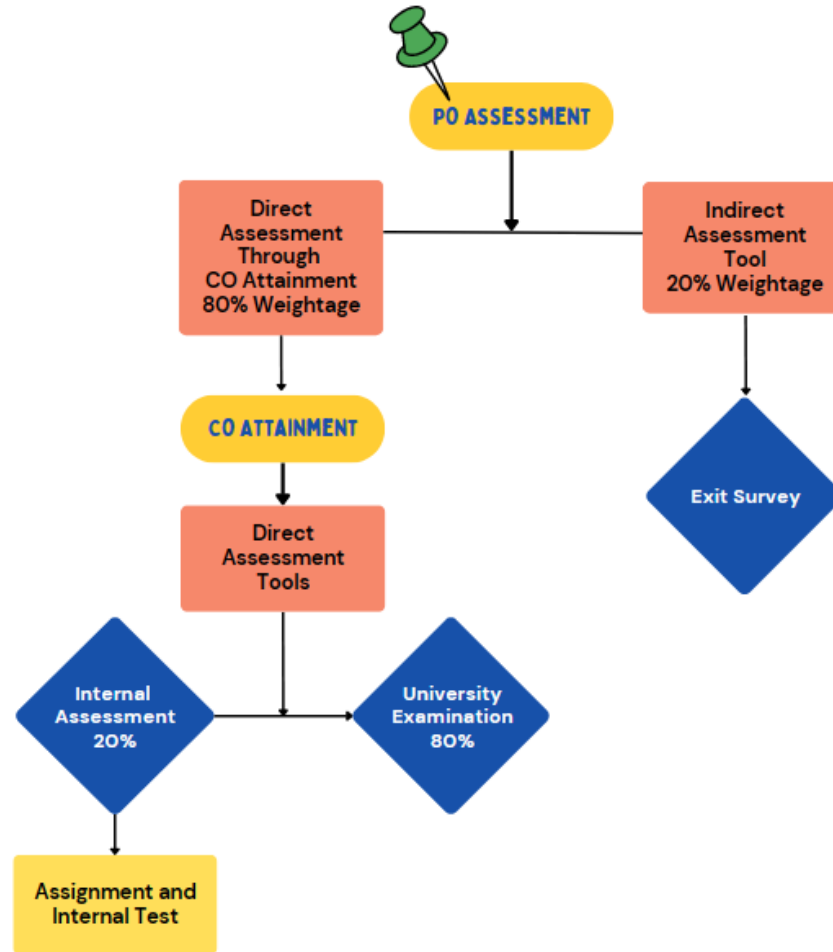 PO ASSESSMENT
Direct
Assessment
Through
CO Attainment
80% Weightage
Indirect
Assessment
Tool
20% Weightage
CO ATTAINMENT
Exit Survey
Direct
Assessment
Tools
Internal
Assessment
20%
University
Examination
80%
Assignment and
Internal Test